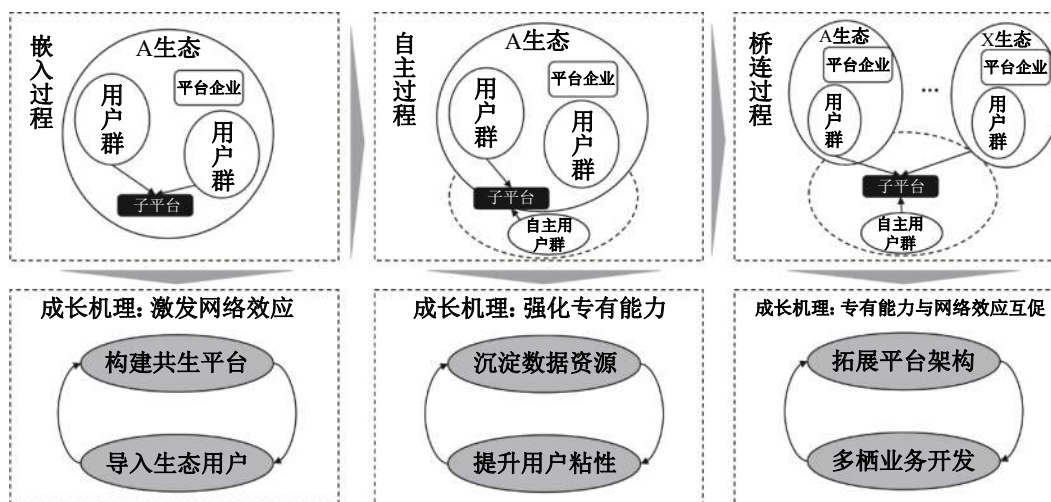 嵌入过程
A生态
平台企业
用户群
用户群
子平台
自主过程
A生态
平台企业
用户群
用户群
子平台
自主用
户群
桥连过程
A生态
平台企业
用户群
...
X生态
平台企业
用户群
子平台
自主用
户群
成长机理：激发网络效应
构建共生平台
导入生态用户
成长机理：强化专有能力
沉淀数据资源
提升用户粘性
成长机理：专有能力与网络效应互促
拓展平台架构
多栖业务开发